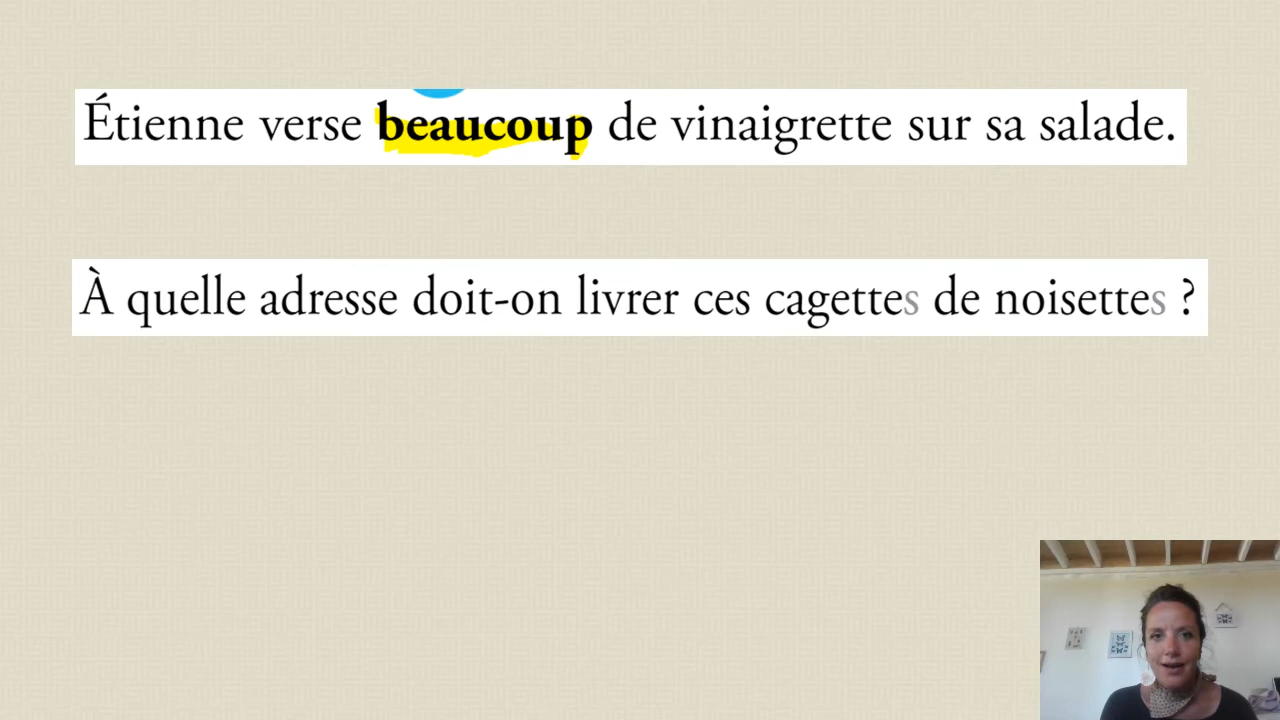 Étienne verse beaucoup de vinaigrette sur sa salade.
À quelle adresse doit-on livrer ces cagettes de noisettes ?